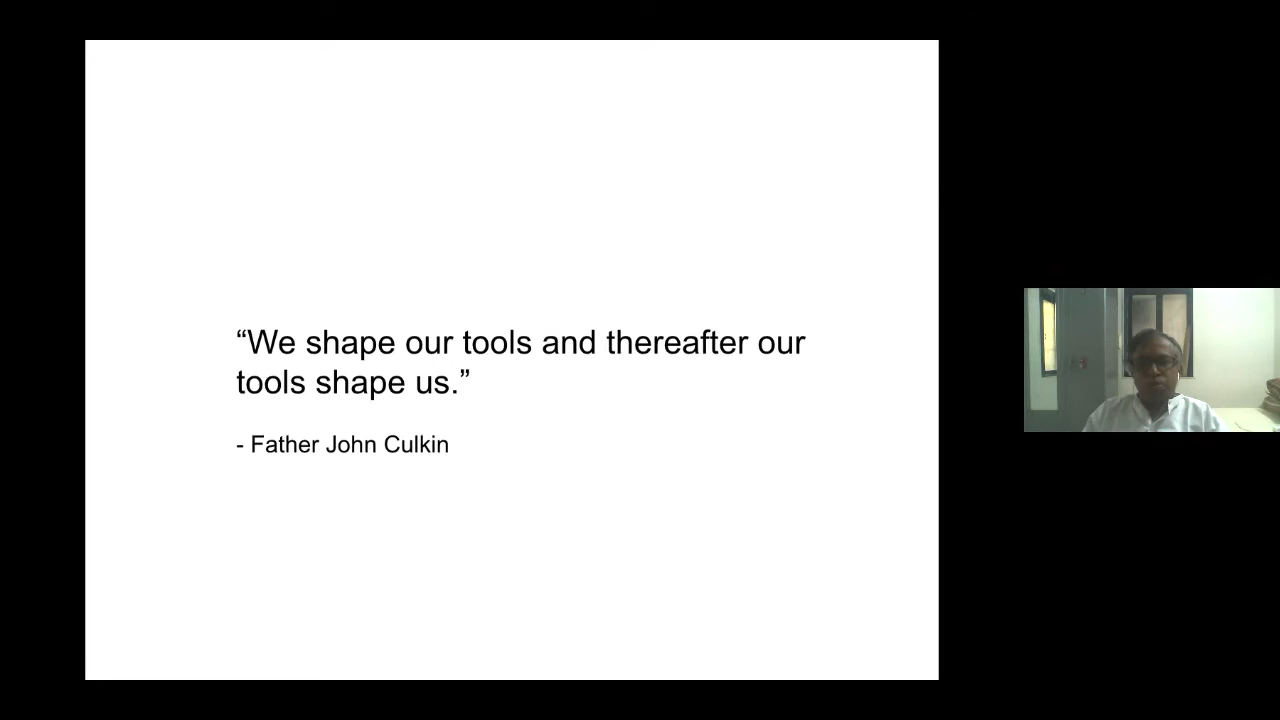 “We shape our tools and thereafter our
tools shape us.”
- Father John Culkin